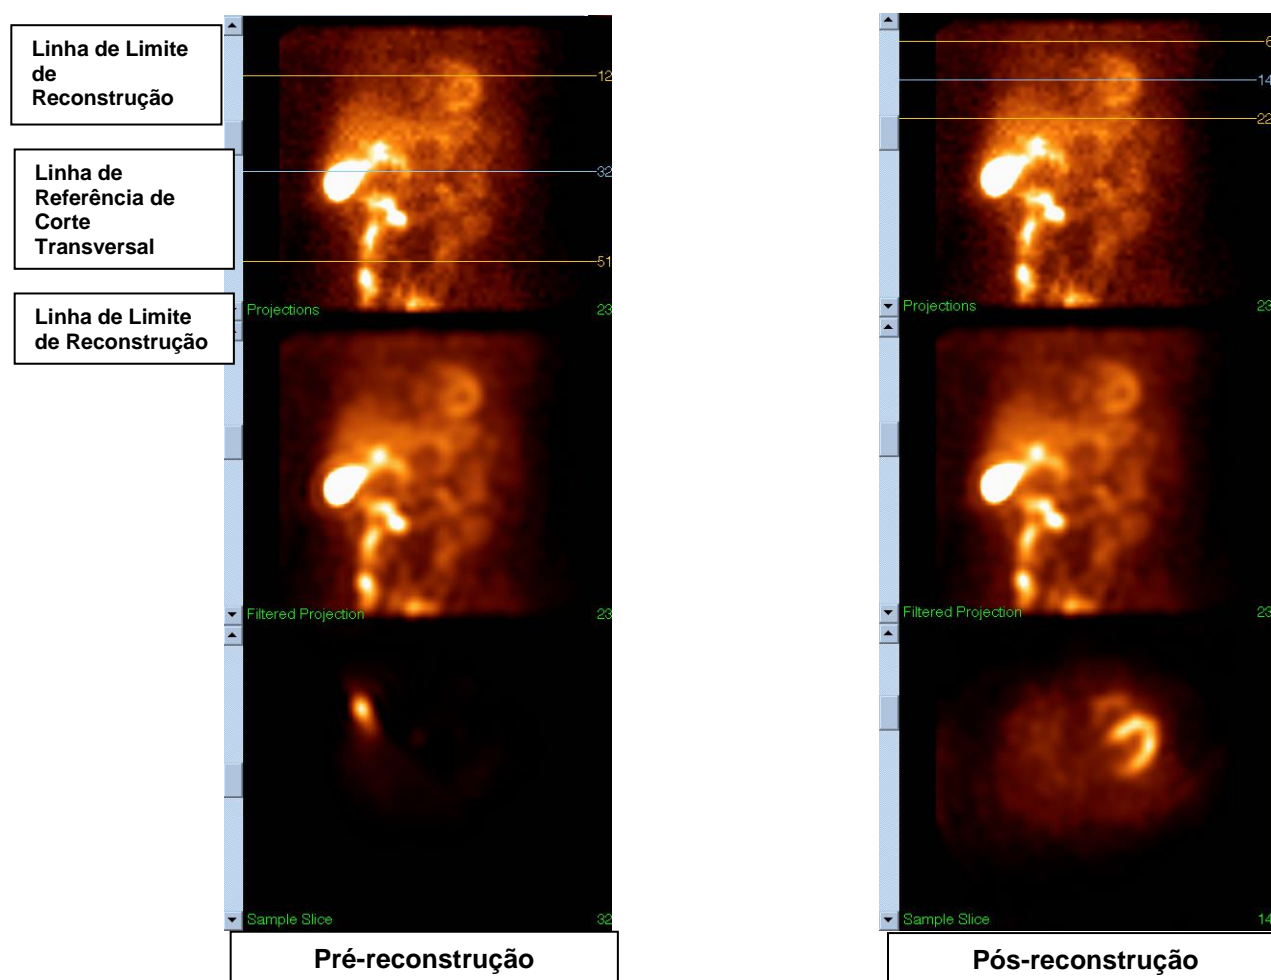 Linha de Limite
de
Reconstrução
Linha de
Referência de
Corte
Transversal
Linha de Limite
de Reconstrução
12
32
51
Projections 23
Filtered Projection 23
Sample Slice 32
Pré-reconstrução
6
14
22
Projections 23
Filtered Projection 23
Sample Slice 14
Pós-reconstrução